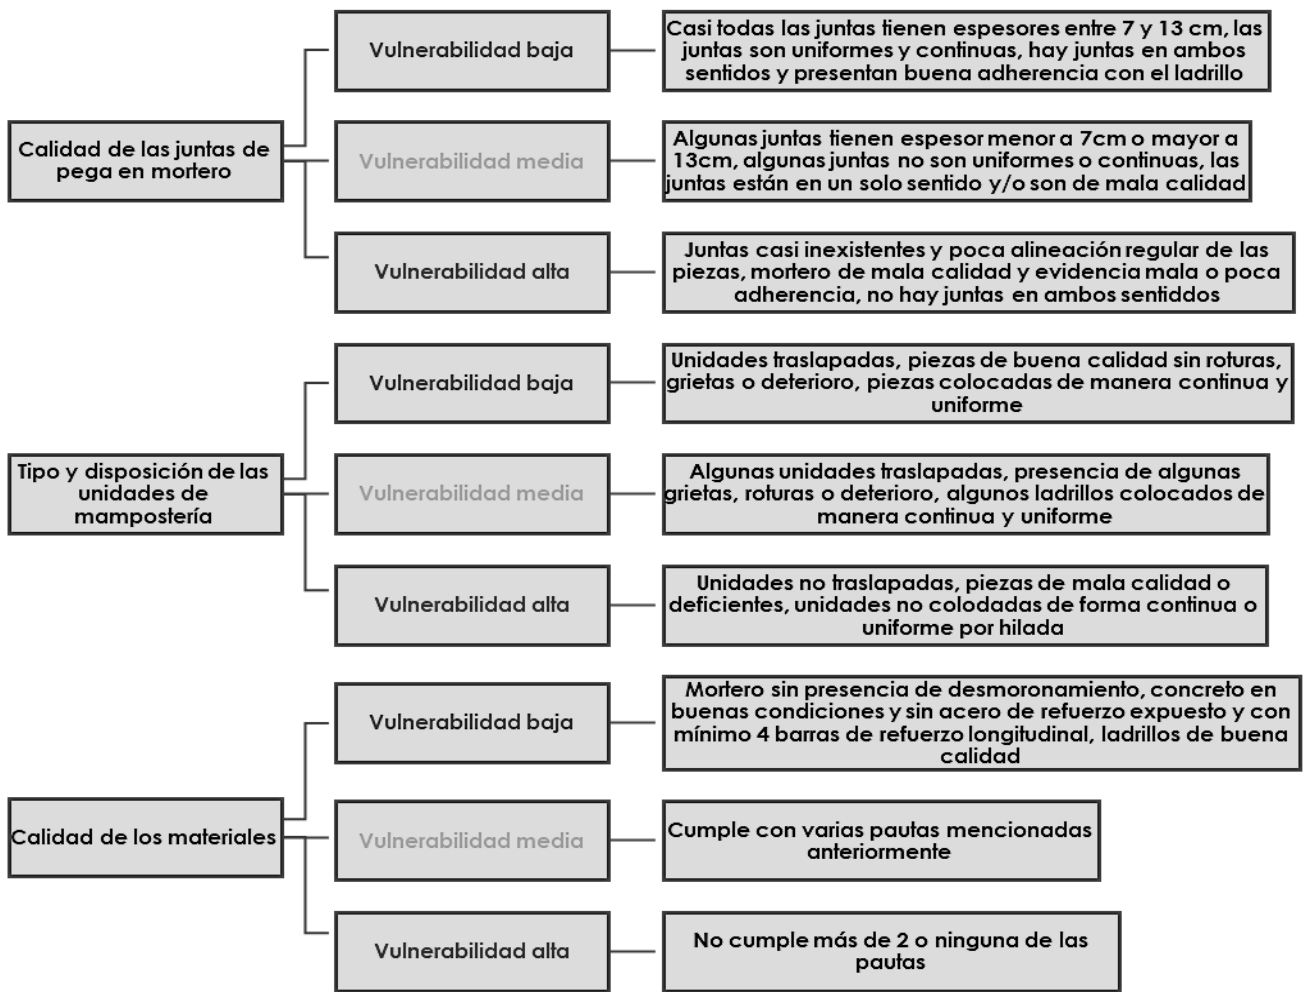 Vulnerabilidad baja
Casi todas las juntas tienen espesores entre 7 y 13 cm, las
juntas son uniformes y continuas, hay juntas en ambos
sentidos y presentan buena adherencia con el ladrillo
Calidad de las juntas de
pega en mortero
Vulnerabilidad media
Algunas juntas tienen espesor menor a 7cm o mayor a
13cm, algunas juntas no son uniformes o continuas, las
juntas están en un solo sentido y/o son de mala calidad
Vulnerabilidad alta
Juntas casi inexistentes y poca alineación regular de las
piezas, mortero de mala calidad y evidencia mala o poca
adherencia, no hay juntas en ambos sentiddos
Vulnerabilidad baja
Unidades traslapadas, piezas de buena calidad sin roturas,
grietas o deterioro, piezas colocadas de manera continua y
uniforme
Tipo y disposición de las
unidades de
mampostería
Vulnerabilidad media
Algunas unidades traslapadas, presencia de algunas
grietas, roturas o deterioro, algunos ladrillos colocados de
manera continua y uniforme
Vulnerabilidad alta
Unidades no traslapadas, piezas de mala calidad o
deficientes, unidades no colodadas de forma continua o
uniforme por hilada
Vulnerabilidad baja
Mortero sin presencia de desmoronamiento, concreto en
buenas condiciones y sin acero de refuerzo expuesto y con
mínimo 4 barras de refuerzo longitudinal, ladrillos de buena
calidad
Calidad de los materiales
Vulnerabilidad media
Cumple con varias pautas mencionadas
anteriormente
Vulnerabilidad alta
No cumple más de 2 o ninguna de las
pautas